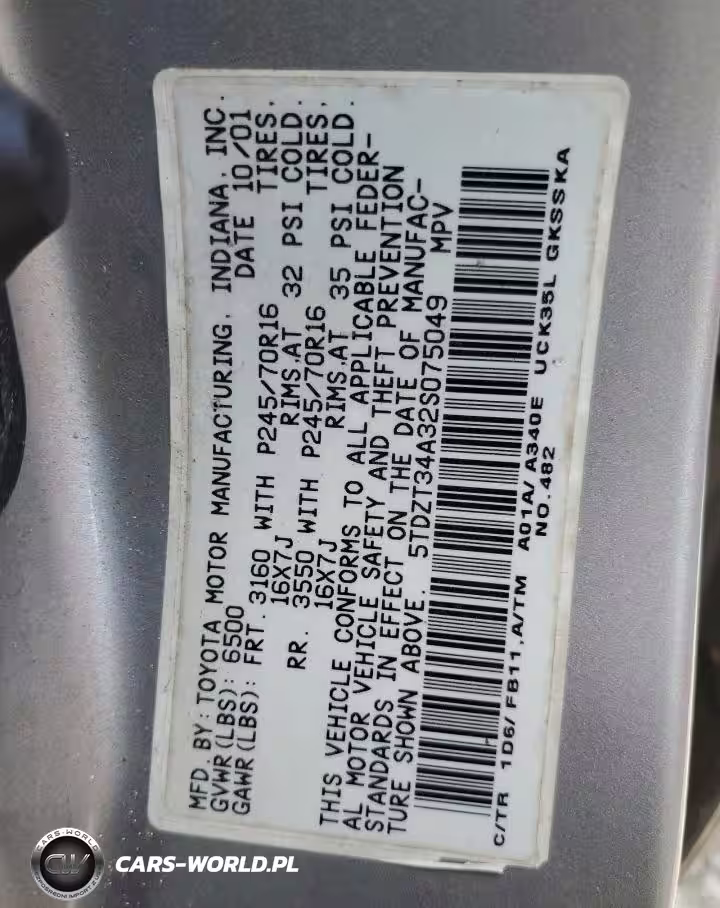 MFD. BY: TOYOTA MOTOR MANUFACTURING, INDIANA, INC.
GVWR(LBS): 6500 DATE 10/01
GAWR(LBS): FRT. 3160 WITH P245/70R16 TIRES,
16X7J RIMS,AT 32 PSI COLD.
RR. 3550 WITH P245/70R16 TIRES,
16X7J RIMS,AT 35 PSI COLD.
THIS VEHICLE CONFORMS TO ALL APPLICABLE FEDER-
AL MOTOR VEHICLE SAFETY AND THEFT PREVENTION
STANDARDS IN EFFECT ON THE DATE OF MANUFAC-
TURE SHOWN ABOVE. 5TDZT34A32S075049 MPV
C/TR 1D6/ FB11,A/TM A01A/ A340E UCK35L GKSSKA
NO.482
CARS-WORLD
CW
CARS-WORLD.PL